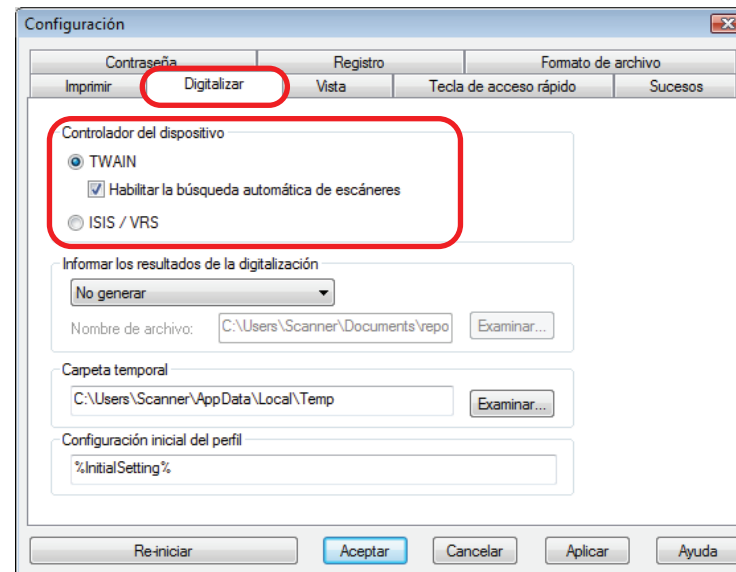 Configuración
Contraseña Registro Formato de archivo
Imprimir Digitalizar Vista Tecla de acceso rápido Sucesos
Controlador del dispositivo
TWAIN
Habilitar la búsqueda automática de escáneres
ISIS / VRS
Informar los resultados de la digitalización
No generar
Nombre de archivo: C:\Users\Scanner\Documents\repo Examinar...
Carpeta temporal
C:\Users\Scanner\AppData\Local\Temp Examinar...
Configuración inicial del perfil
%InitialSetting%
Re-iniciar Aceptar Cancelar Aplicar Ayuda